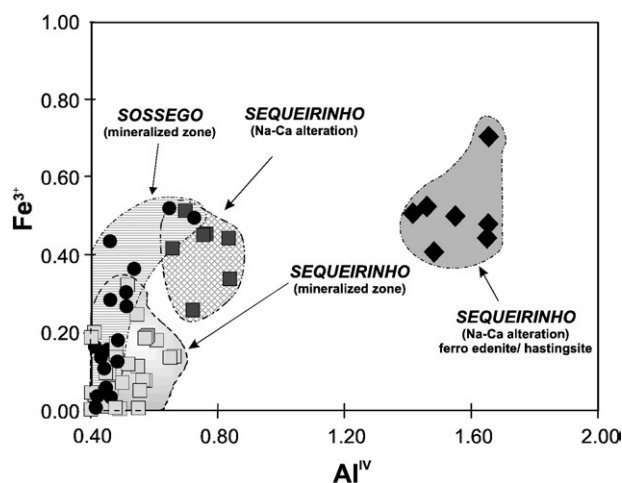 1.00
0.80
0.60
0.40
0.20
0.00
Fe3+
SOSSEGO
(mineralized zone)
SEQUEIRINHO
(Na-Ca alteration)
SEQUEIRINHO
(mineralized zone)
SEQUEIRINHO
(Na-Ca alteration)
ferro edenite/ hastingsite
0.40 0.80 1.20 1.60 2.00
AlIV